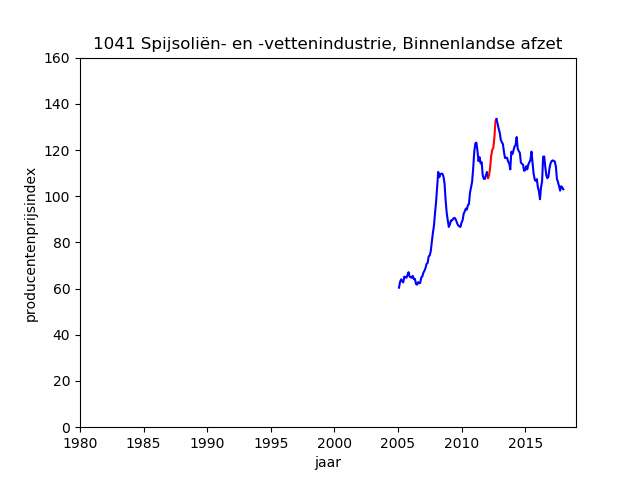 1041 Spijsoliën- en -vettenindustrie, Binnenlandse afzet
160
140
120
100
80
60
40
20
0
producentenprijsindex
1980 1985 1990 1995 2000 2005 2010 2015
jaar